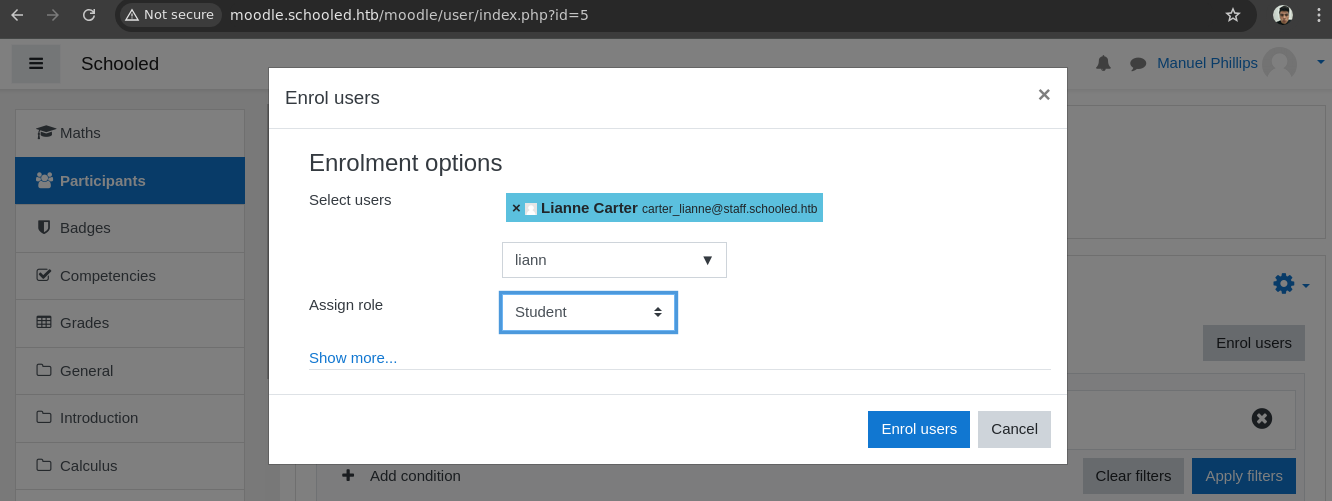 Not secure moodle.schooled.htb/moodle/user/index.php?id=5
Schooled
Manuel Phillips
Enrol users
×
Maths
Participants
Badges
Competencies
Grades
General
Introduction
Calculus
Enrolment options
Select users
× Lianne Carter carter_lianne@staff.schooled.htb
liann ▼
Assign role
Student
Show more...
Enrol users
Cancel
Enrol users
Add condition
Clear filters
Apply filters